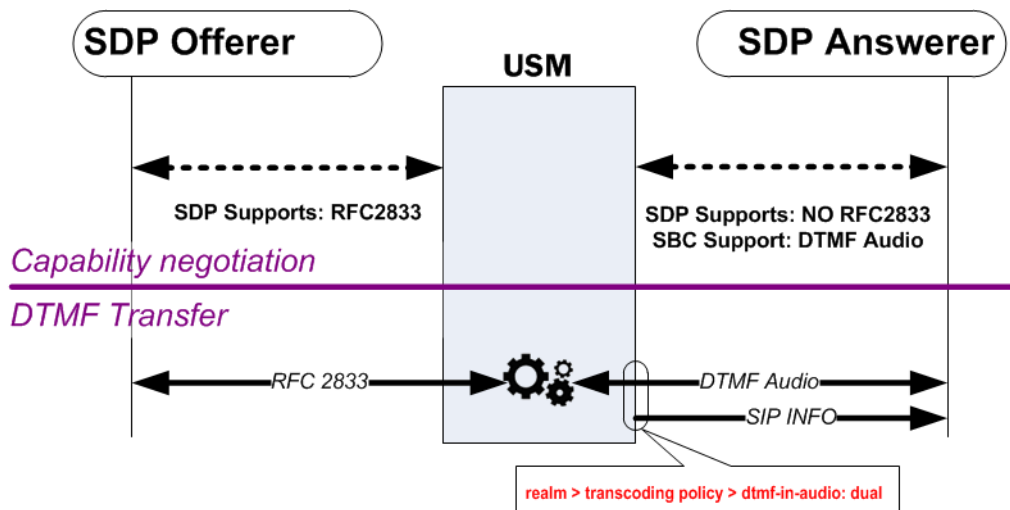 SDP Offerer
SDP Answerer
USM
SDP Supports: RFC2833
SDP Supports: NO RFC2833
SBC Support: DTMF Audio
Capability negotiation
DTMF Transfer
RFC 2833
DTMF Audio
SIP INFO
realm > transcoding policy > dtmf-in-audio: dual